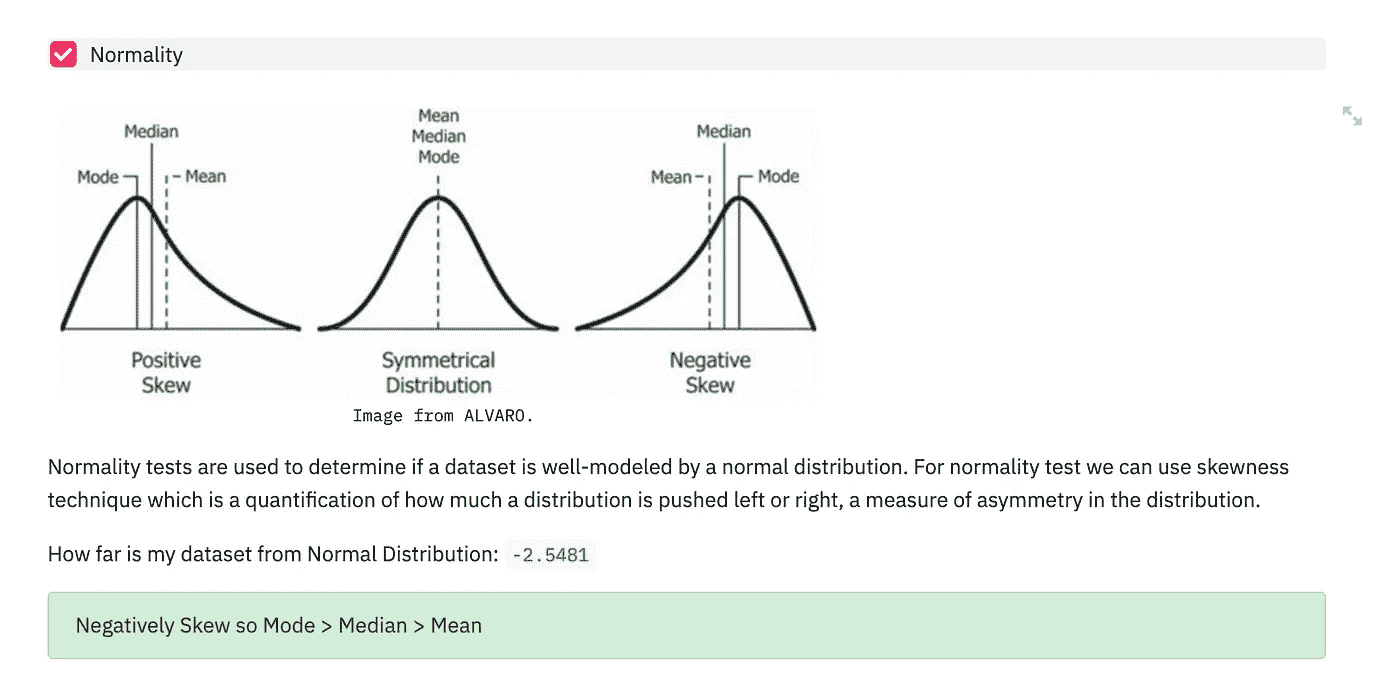 Normality
Median
Mode
Mean
Positive
Skew
Mean
Median
Mode
Symmetrical
Distribution
Median
Mean
Mode
Negative
Skew
Image from ALVARO.
Normality tests are used to determine if a dataset is well-modeled by a normal distribution. For normality test we can use skewness
technique which is a quantification of how much a distribution is pushed left or right, a measure of asymmetry in the distribution.
How far is my dataset from Normal Distribution: -2.5481
Negatively Skew so Mode > Median > Mean